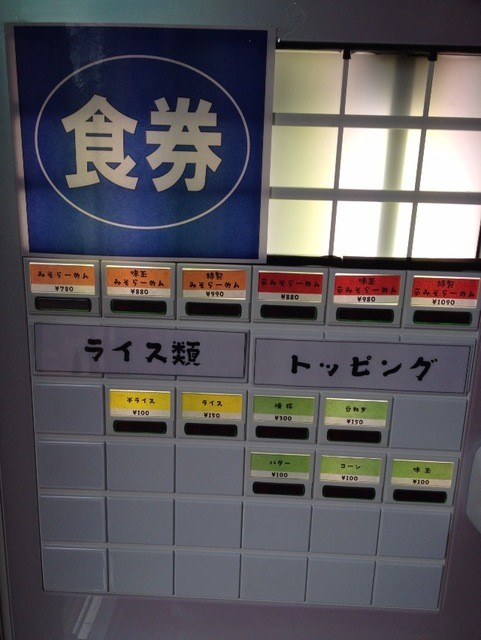 食券
みそらーめん
¥780
味玉
みそらーめん
¥880
特製
みそらーめん
¥990
辛みそらーめん
¥880
味玉
辛みそらーめん
¥980
特製
辛みそらーめん
¥1090
ライス類
トッピング
半ライス
¥100
ライス
¥150
¥300
白ねぎ
¥150
バター
¥100
コーン
¥100
味玉
¥100